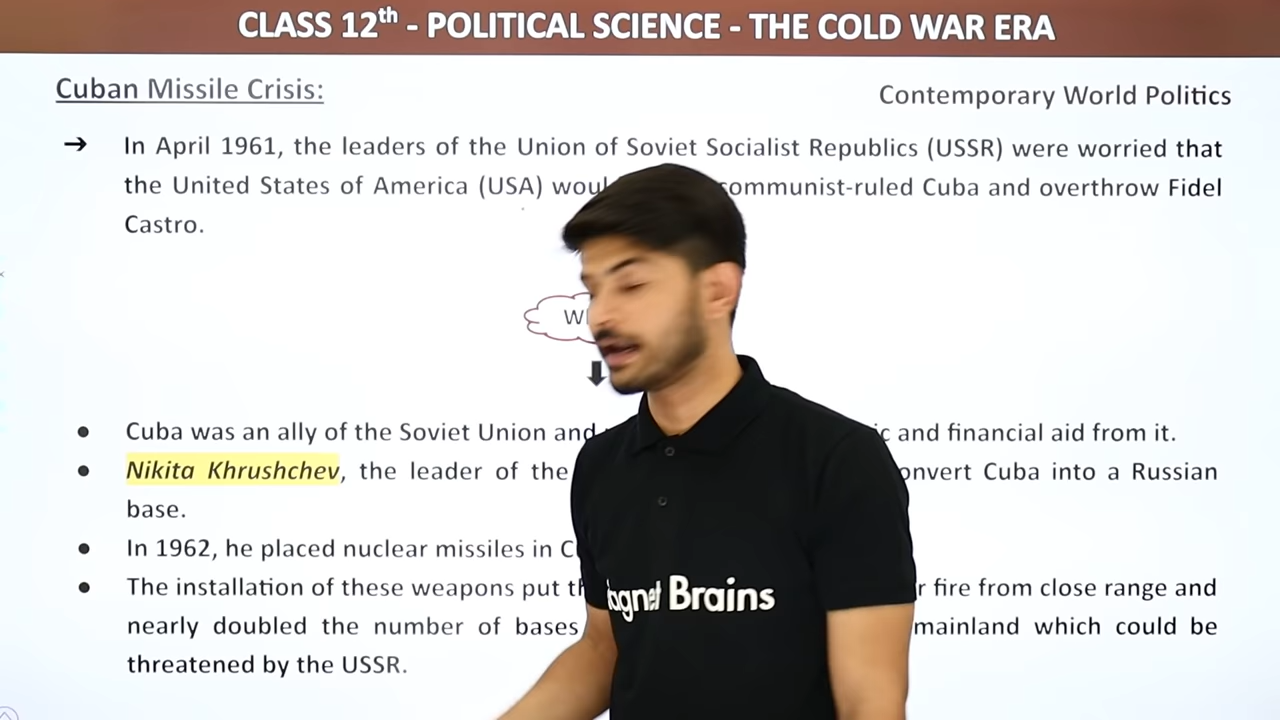 CLASS 12th - POLITICAL SCIENCE - THE COLD WAR ERA
Cuban Missile Crisis:
Contemporary World Politics
➔ In April 1961, the leaders of the Union of Soviet Socialist Republics (USSR) were worried that
the United States of America (USA) communist-ruled Cuba and overthrow Fidel
Castro.
● Cuba was an ally of the Soviet Union and and financial aid from it.
● Nikita Khrushchev, the leader of the Cuba into a Russian
base.
● In 1962, he placed nuclear missiles in
● The installation of these weapons put fire from close range and
nearly doubled the number of bases mainland which could be
threatened by the USSR.
Brains